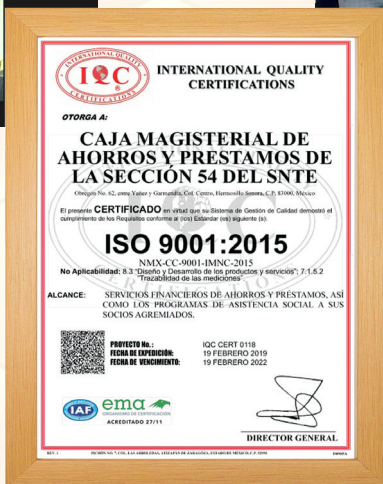 IQC
CERTIFICATIONS
INTERNATIONAL QUALITY
CERTIFICATIONS
OTORGA A:
CAJA MAGISTERIAL DE
AHORROS Y PRESTAMOS DE
LA SECCIÓN 54 DEL SNTE
Obregon No. 62, entre Yañez y Garmendia, Col. Centro, Hermosillo Sonora, C.P. 83000, México
El presente CERTIFICADO en virtud que su Sistema de Gestión de Calidad demostró el
cumplimiento de los Requisitos conforme al (los) Estándar (es) siguiente (s):
ISO 9001:2015
NMX-CC-9001-IMNC-2015
No Aplicabilidad: 8.3 "Diseño y Desarrollo de los productos y servicios"; 7.1.5.2
"Trazabilidad de las mediciones"
ALCANCE: SERVICIOS FINANCIEROS DE AHORROS Y PRÉSTAMOS, ASÍ
COMO LOS PROGRAMAS DE ASISTENCIA SOCIAL A SUS
SOCIOS AGREMIADOS.
PROYECTO No.: IQC CERT 0118
FECHA DE EXPEDICIÓN: 19 FEBRERO 2019
FECHA DE VENCIMIENTO: 19 FEBRERO 2022
IAF
ema
ORGANISMO DE CERTIFICACIÓN
ACREDITADO 27/11
DIRECTOR GENERAL